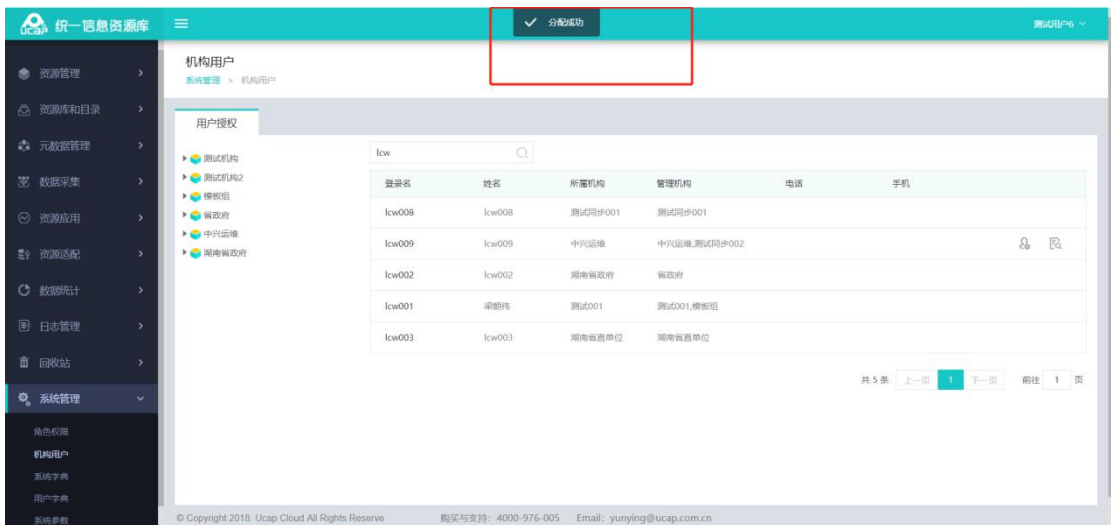 Ucap 统一信息资源库
分配成功
测试用户6
资源管理
资源库和目录
元数据管理
数据采集
资源应用
资源适配
数据统计
日志管理
回收站
系统管理
角色权限
机构用户
系统字典
用户字典
系统参数
机构用户
系统管理 > 机构用户
用户授权
测试机构
测试机构2
模板组
省政府
中兴运维
湖南省政府
lcw
登录名 姓名 所属机构 管理机构 电话 手机
lcw008 lcw008 测试同步001 测试同步001
lcw009 lcw009 中兴运维 中兴运维,测试同步002
lcw002 lcw002 湖南省政府 省政府
lcw001 梁朝伟 测试001 测试001,模板组
lcw003 lcw003 湖南省直单位 湖南省直单位
共 5 条 上一页 1 下一页 前往 1 页
© Copyright 2018. Ucap Cloud All Rights Reserve 购买与支持: 4000-976-005 Email: yunying@ucap.com.cn